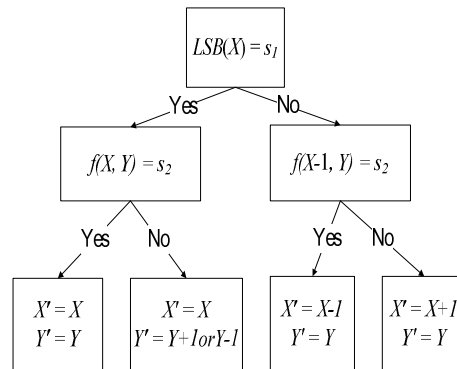 LSB(X) = s₁
Yes No
f(X, Y) = s₂ f(X-1, Y) = s₂
Yes No Yes No
X′ = X X′ = X X′ = X-1 X′ = X+1
Y′ = Y Y′ = Y+1orY-1 Y′ = Y Y′ = Y